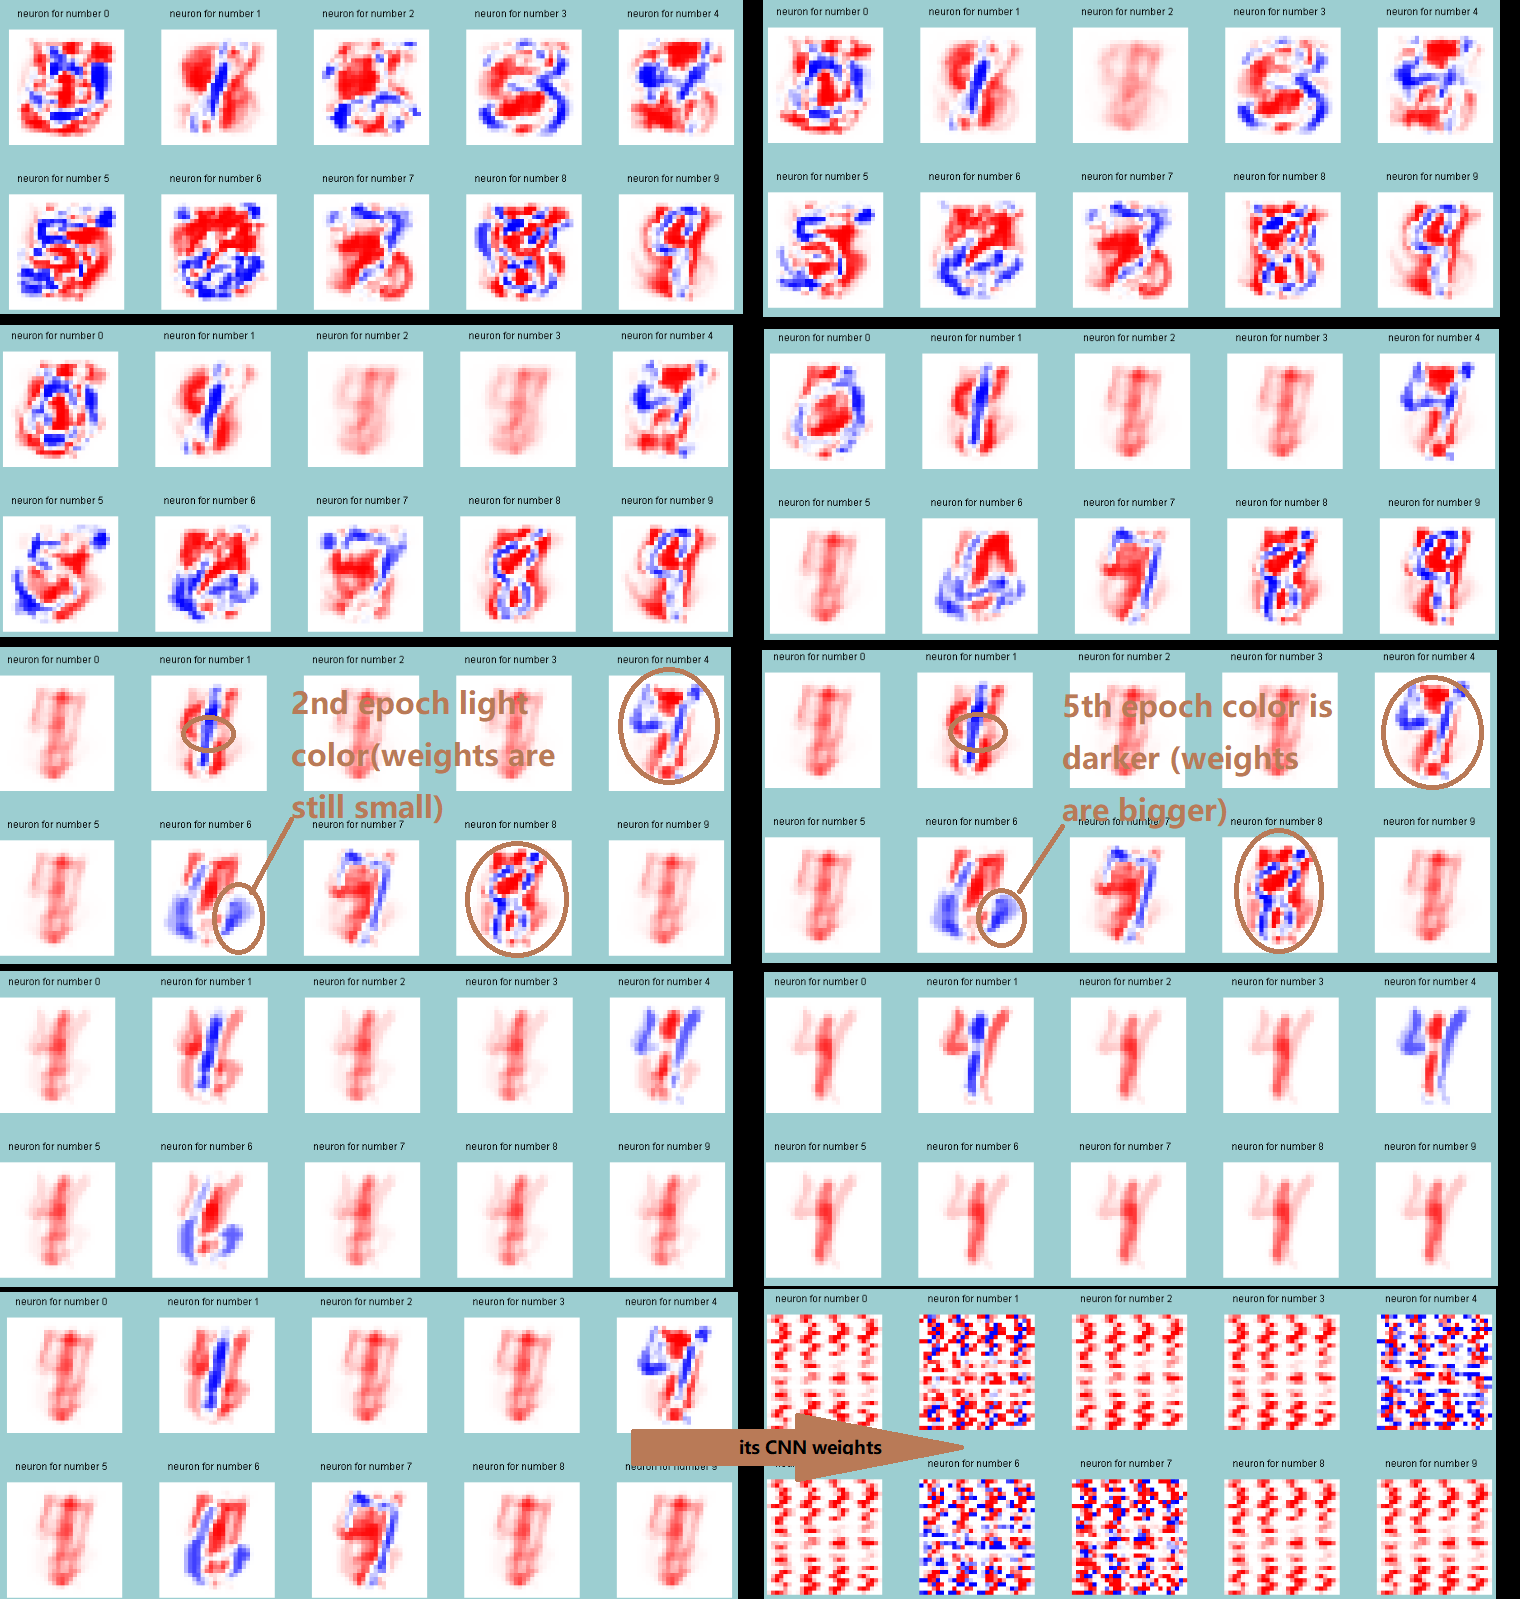 neuron for number 0 neuron for number 1 neuron for number 2 neuron for number 3 neuron for number 4
neuron for number 5 neuron for number 6 neuron for number 7 neuron for number 8 neuron for number 9
neuron for number 0 neuron for number 1 neuron for number 2 neuron for number 3 neuron for number 4
neuron for number 5 neuron for number 6 neuron for number 7 neuron for number 8 neuron for number 9
neuron for number 0 neuron for number 1 neuron for number 2 neuron for number 3 neuron for number 4
neuron for number 5 neuron for number 6 neuron for number 7 neuron for number 8 neuron for number 9
neuron for number 0 neuron for number 1 neuron for number 2 neuron for number 3 neuron for number 4
neuron for number 5 neuron for number 6 neuron for number 7 neuron for number 8 neuron for number 9
neuron for number 0 neuron for number 1 neuron for number 2 neuron for number 3 neuron for number 4
2nd epoch light
color(weights are
still small)
neuron for number 5 neuron for number 6 neuron for number 7 neuron for number 8 neuron for number 9
neuron for number 0 neuron for number 1 neuron for number 2 neuron for number 3 neuron for number 4
5th epoch color is
darker (weights
are bigger)
neuron for number 5 neuron for number 6 neuron for number 7 neuron for number 8 neuron for number 9
neuron for number 0 neuron for number 1 neuron for number 2 neuron for number 3 neuron for number 4
neuron for number 5 neuron for number 6 neuron for number 7 neuron for number 8 neuron for number 9
neuron for number 0 neuron for number 1 neuron for number 2 neuron for number 3 neuron for number 4
neuron for number 5 neuron for number 6 neuron for number 7 neuron for number 8 neuron for number 9
neuron for number 0 neuron for number 1 neuron for number 2 neuron for number 3 neuron for number 4
neuron for number 5 neuron for number 6 neuron for number 7 neuron for number 8 neuron for number 9
neuron for number 0 neuron for number 1 neuron for number 2 neuron for number 3 neuron for number 4
its CNN weights
neuron for number 6 neuron for number 7 neuron for number 8 neuron for number 9